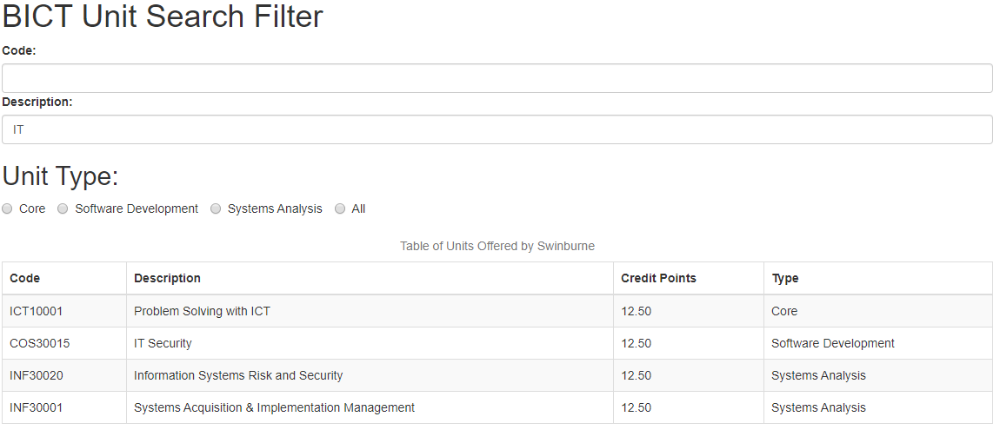 BICT Unit Search Filter
Code:
Description:
IT
Unit Type:
Core Software Development Systems Analysis All
Table of Units Offered by Swinburne
Code Description Credit Points Type
ICT10001 Problem Solving with ICT 12.50 Core
COS30015 IT Security 12.50 Software Development
INF30020 Information Systems Risk and Security 12.50 Systems Analysis
INF30001 Systems Acquisition & Implementation Management 12.50 Systems Analysis